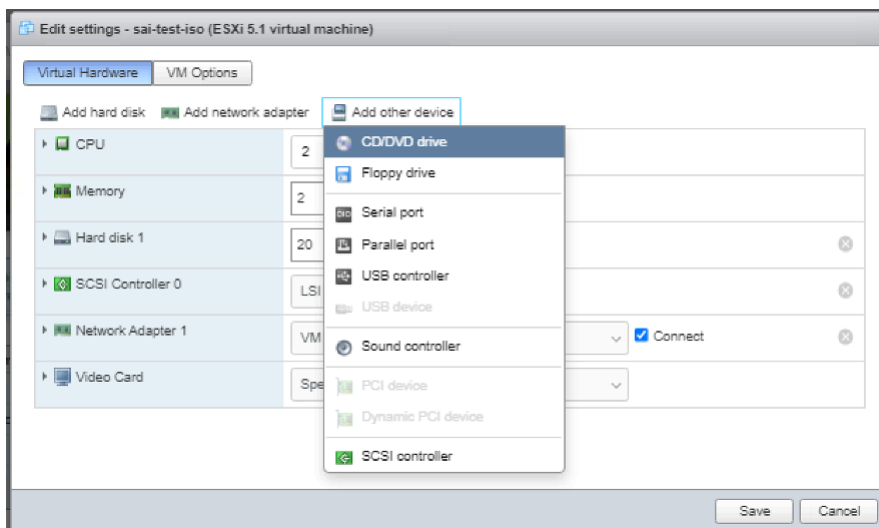 Edit settings - sai-test-iso (ESXi 5.1 virtual machine)
Virtual Hardware VM Options
Add hard disk Add network adapter Add other device
CPU 2
CD/DVD drive
Floppy drive
Memory 2
Serial port
Parallel port
Hard disk 1 20
USB controller
SCSI Controller 0 LSI
USB device
Network Adapter 1 VM Connect
Sound controller
Video Card Spe
PCI device
Dynamic PCI device
SCSI controller
Save Cancel